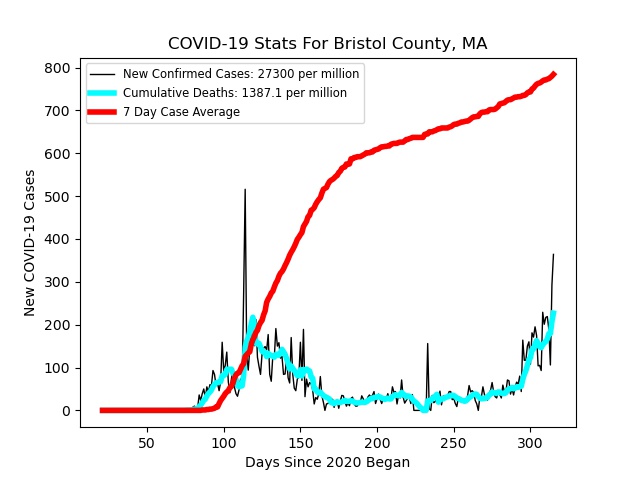 COVID-19 Stats For Bristol County, MA
New Confirmed Cases: 27300 per million
Cumulative Deaths: 1387.1 per million
7 Day Case Average
800
700
600
500
400
300
200
100
0
New COVID-19 Cases
50 100 150 200 250 300
Days Since 2020 Began